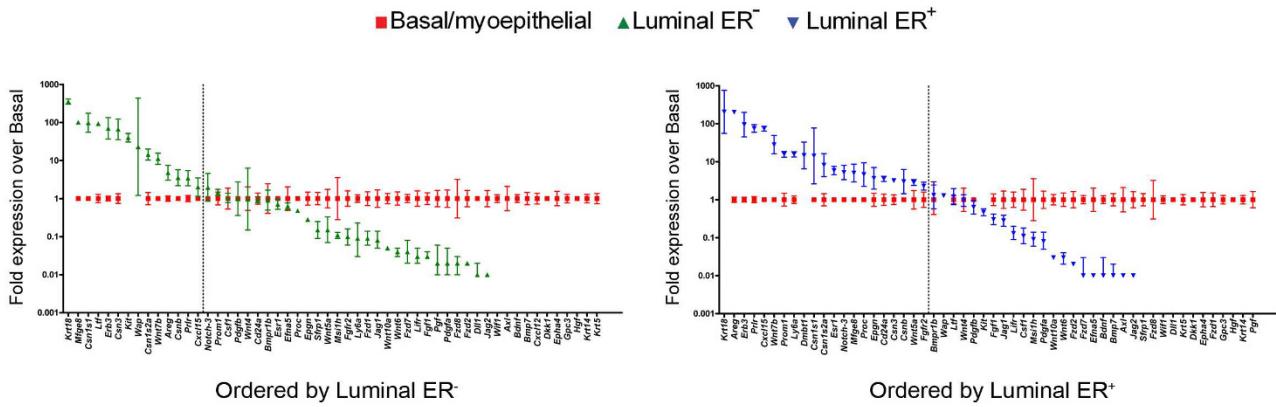 Basal/myoepithelial Luminal ER⁻ Luminal ER⁺
Fold expression over Basal
1000
100
10
1
0.1
0.01
0.001
Krt18 Mfge8 Csn1s1 Ltf Erb3 Csn3 Kit Wap Csn1s2a Wnt7b Areg Csnb Prlr Cxcl15 Notch-3 Prom1 Csf1 Pdgfb Wnt4 Cd24a Bmpr1b Esr1 Efna5 Proc Epgn Sfrp1 Wnt5a Msi1h Fgfr2 Ly6a Fzd1 Jag1 Wnt10a Wnt6 Fzd7 Lifr Fgf1 Pgf Pdgfa Fzd8 Fzd2 Dll1 Jag2 Wif1 Axl Bdnf Bmp7 Cxcl12 Dkk1 Epha4 Gpc3 Hgf Krt14 Krt15
Ordered by Luminal ER⁻
Fold expression over Basal
1000
100
10
1
0.1
0.01
0.001
Krt18 Areg Erb3 Prlr Cxcl15 Wnt7b Prom1 Ly6a Dmbt1 Csn1s1 Csn1s2a Esr1 Notch-3 Mfge8 Proc Epgn Cd24a Csn3 Csnb Wnt5a Fgfr2 Bmpr1b Wap Ltf Wnt4 Pdgfb Kit Fgf1 Jag1 Lifr Csf1 Msi1h Pdgfa Wnt10a Wnt6 Fzd2 Fzd7 Efna5 Bdnf Bmp7 Axl Jag2 Sfrp1 Fzd8 Wif1 Dll1 Krt5 Dkk1 Epha4 Fzd1 Gpc3 Hgf Krt14 Pgf
Ordered by Luminal ER⁺